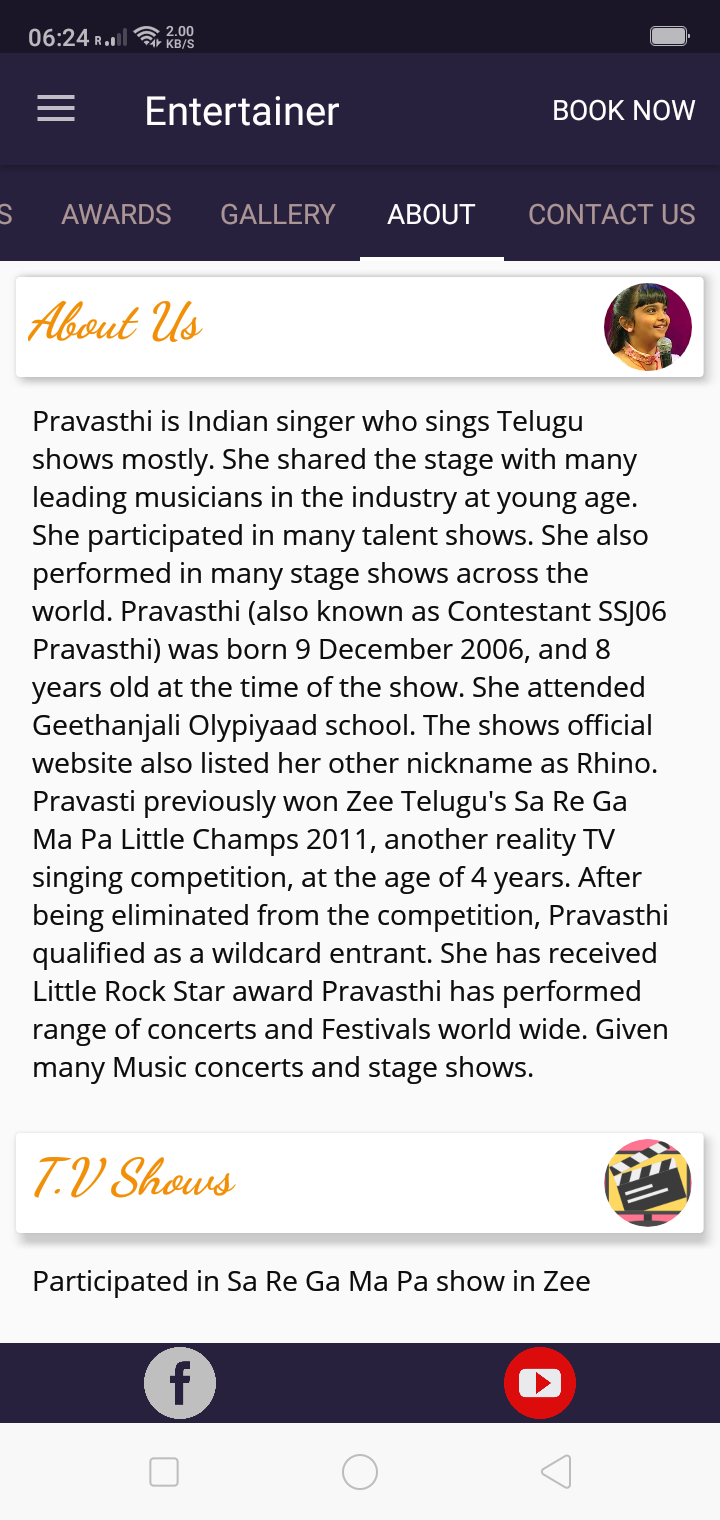 06:24 R 2.00 KB/S
Entertainer BOOK NOW
S AWARDS GALLERY ABOUT CONTACT US
About Us
Pravasthi is Indian singer who sings Telugu
shows mostly. She shared the stage with many
leading musicians in the industry at young age.
She participated in many talent shows. She also
performed in many stage shows across the
world. Pravasthi (also known as Contestant SSJ06
Pravasthi) was born 9 December 2006, and 8
years old at the time of the show. She attended
Geethanjali Olypiyaad school. The shows official
website also listed her other nickname as Rhino.
Pravasti previously won Zee Telugu's Sa Re Ga
Ma Pa Little Champs 2011, another reality TV
singing competition, at the age of 4 years. After
being eliminated from the competition, Pravasthi
qualified as a wildcard entrant. She has received
Little Rock Star award Pravasthi has performed
range of concerts and Festivals world wide. Given
many Music concerts and stage shows.
T.V Shows
Participated in Sa Re Ga Ma Pa show in Zee
f